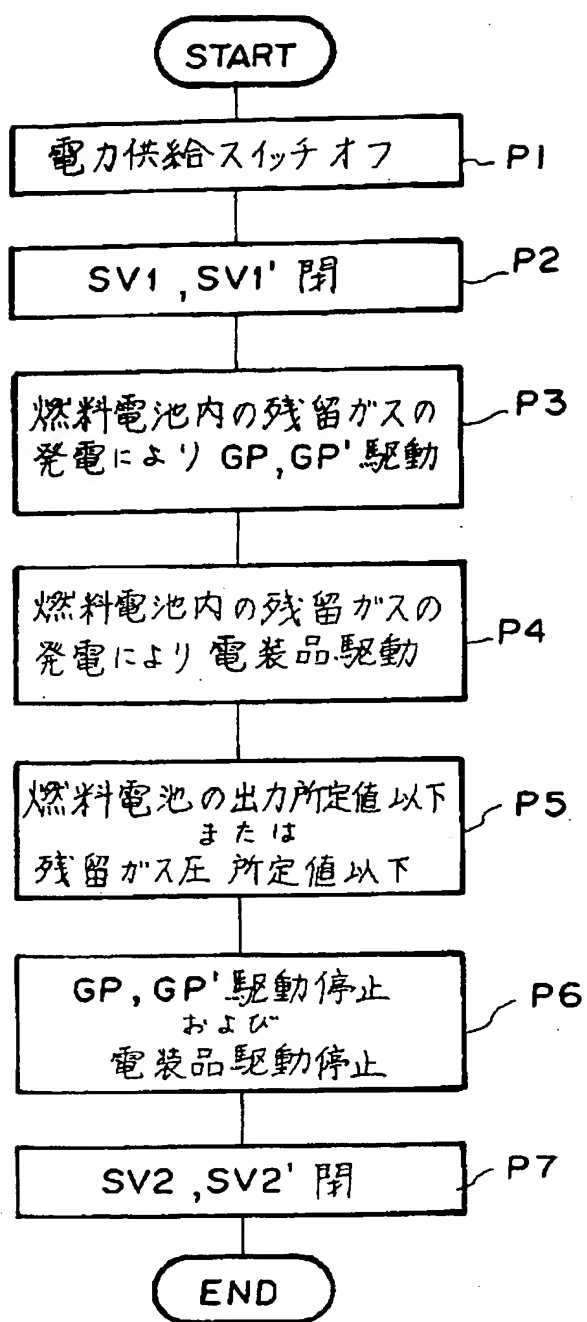 START
電力供給スイッチオフ
P1
SV1,SV1' 閉
P2
燃料電池内の残留ガスの
発電により GP,GP'駆動
P3
燃料電池内の残留ガスの
発電により 電装品駆動
P4
燃料電池の出力所定値以下
または
残留ガス圧 所定値以下
P5
GP,GP'駆動停止
および
電装品駆動停止
P6
SV2,SV2' 閉
P7
END